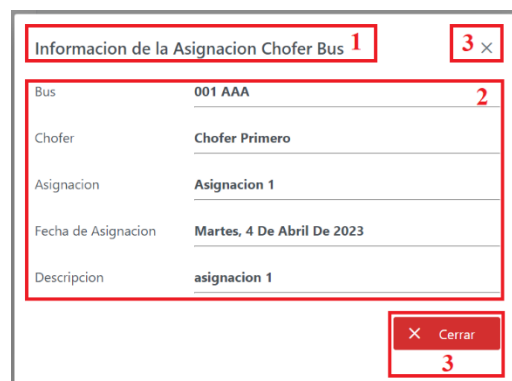 Informacion de la Asignacion Chofer Bus 1 3 ×
Bus 001 AAA 2
Chofer Chofer Primero
Asignacion Asignacion 1
Fecha de Asignacion Martes, 4 De Abril De 2023
Descripcion asignacion 1
× Cerrar
3